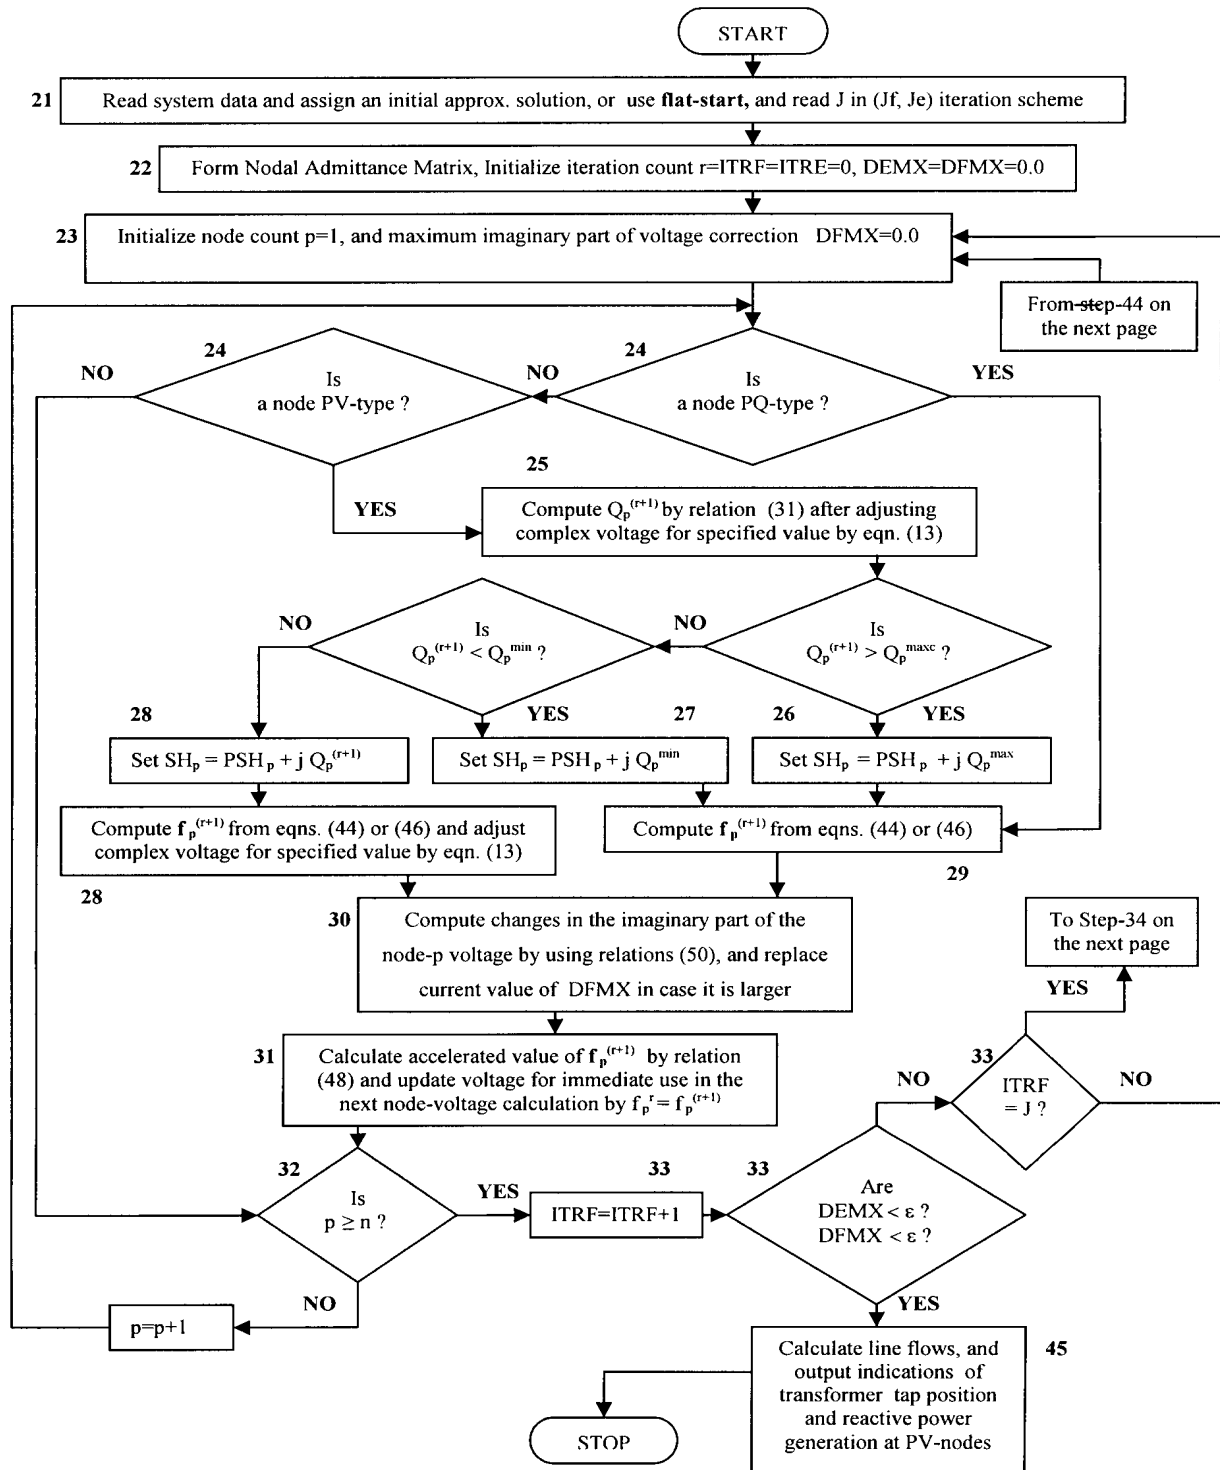 START
21 Read system data and assign an initial approx. solution, or use flat-start, and read J in (Jf, Je) iteration scheme
22 Form Nodal Admittance Matrix, Initialize iteration count r=ITRF=ITRE=0, DEMX=DFMX=0.0
23 Initialize node count p=1, and maximum imaginary part of voltage correction DFMX=0.0
From step-44 on
the next page
24
NO
Is
a node PV-type ?
NO
24
Is
a node PQ-type ?
YES
25
YES
Compute Qp^(r+1) by relation (31) after adjusting
complex voltage for specified value by eqn. (13)
NO
Is
Qp^(r+1) < Qp^min ?
NO
Is
Qp^(r+1) > Qp^maxc ?
28
YES
27
26
YES
Set SHp = PSHp + j Qp^(r+1)
Set SHp = PSHp + j Qp^min
Set SHp = PSHp + j Qp^max
Compute fp^(r+1) from eqns. (44) or (46) and adjust
complex voltage for specified value by eqn. (13)
28
Compute fp^(r+1) from eqns. (44) or (46)
29
30
Compute changes in the imaginary part of the
node-p voltage by using relations (50), and replace
current value of DFMX in case it is larger
To Step-34 on
the next page
YES
31
Calculate accelerated value of fp^(r+1) by relation
(48) and update voltage for immediate use in the
next node-voltage calculation by fp^r = fp^(r+1)
33
NO
ITRF
= J ?
NO
32
Is
p ≥ n ?
YES
33
ITRF=ITRF+1
33
Are
DEMX < ε ?
DFMX < ε ?
NO
p=p+1
YES
45
Calculate line flows, and
output indications of
transformer tap position
and reactive power
generation at PV-nodes
STOP